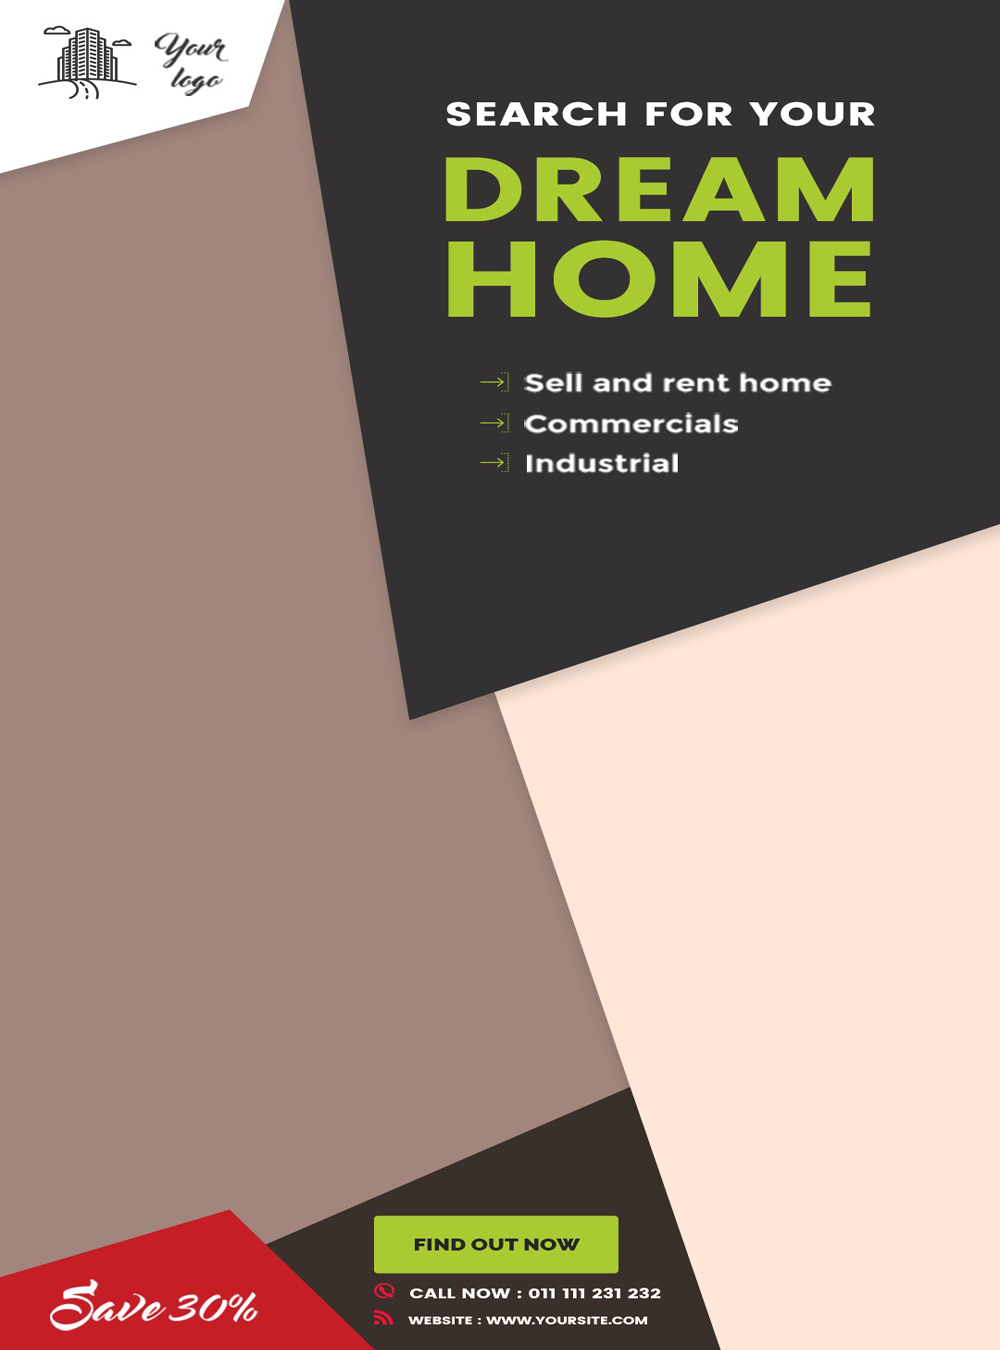 Your
logo
SEARCH FOR YOUR
DREAM
HOME
Sell and rent home
Commercials
Industrial
FIND OUT NOW
CALL NOW : 011 111 231 232
WEBSITE : WWW.YOURSITE.COM
Save 30%